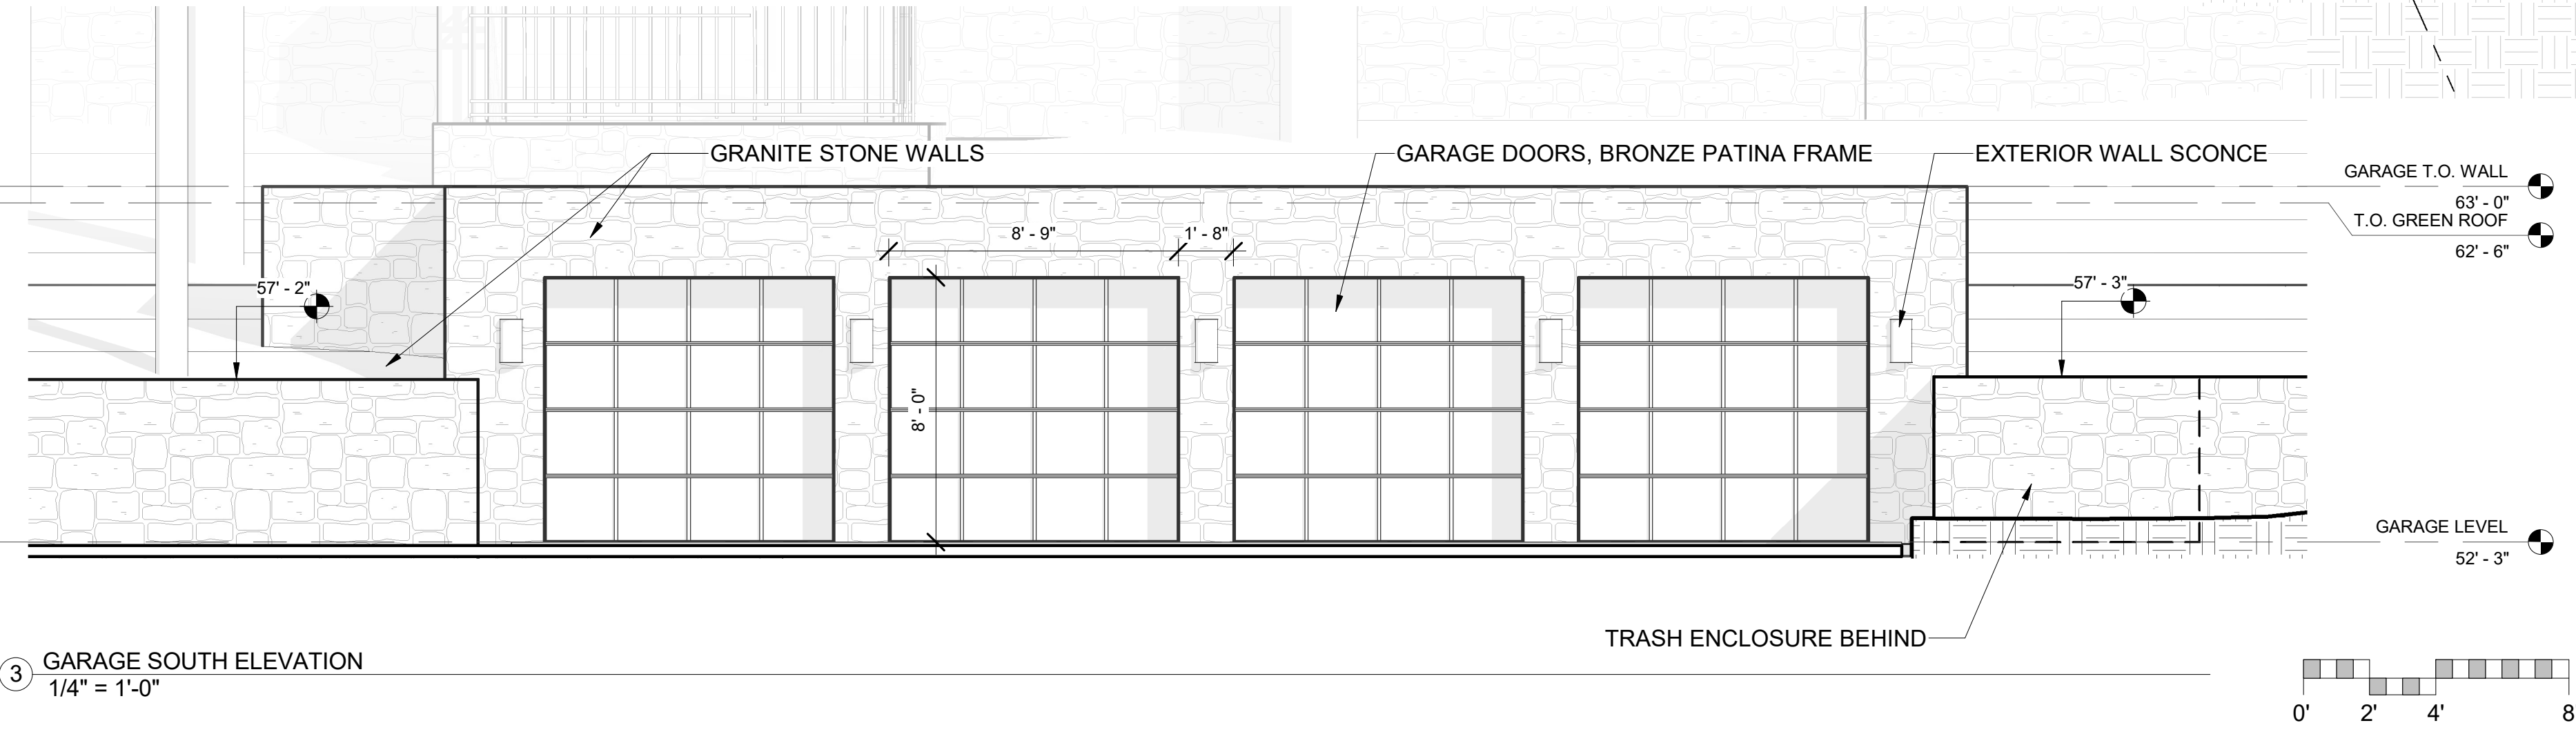 GRANITE STONE WALLS
GARAGE DOORS, BRONZE PATINA FRAME
EXTERIOR WALL SCONCE
GARAGE T.O. WALL
63' - 0"
T.O. GREEN ROOF
62' - 6"
8' - 9"
1' - 8"
57' - 2"
57' - 3"
8' - 0"
GARAGE LEVEL
52' - 3"
TRASH ENCLOSURE BEHIND
3
GARAGE SOUTH ELEVATION
1/4" = 1'-0"
0' 2' 4' 8